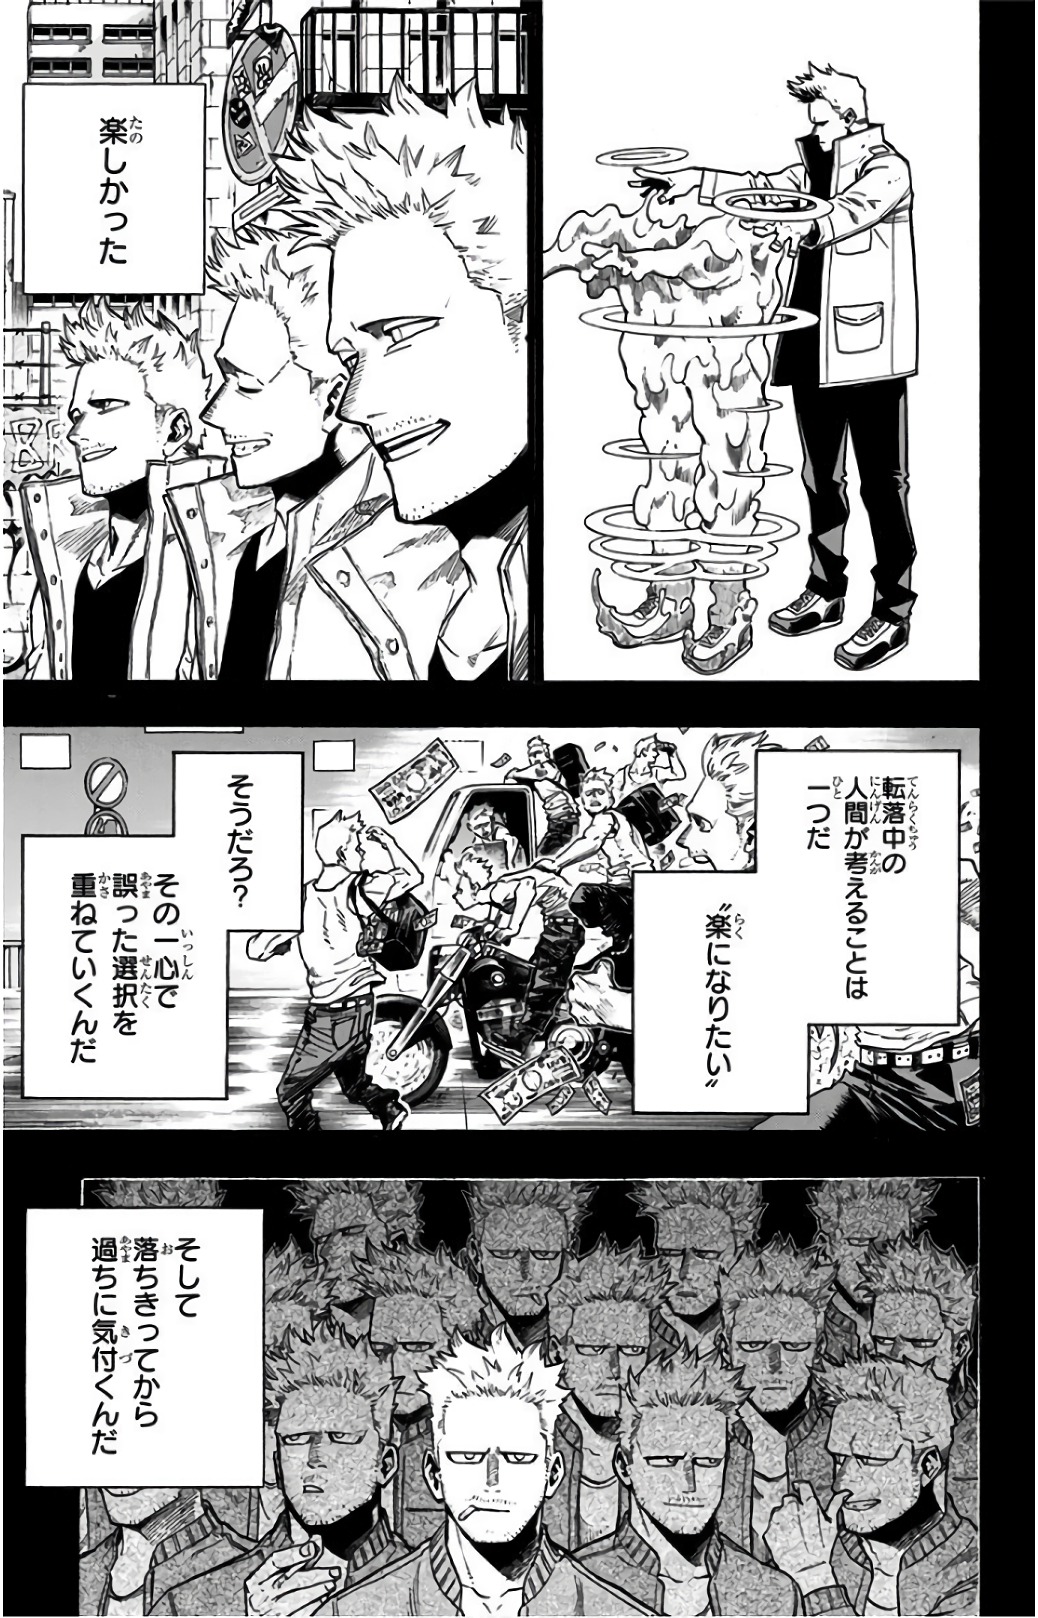 楽しかった
転落中の
人間が考えることは
一つだ
〝楽になりたい〟
そうだろ？
その一心で
誤った選択を
重ねていくんだ
そして
落ちきってから
過ちに気付くんだ